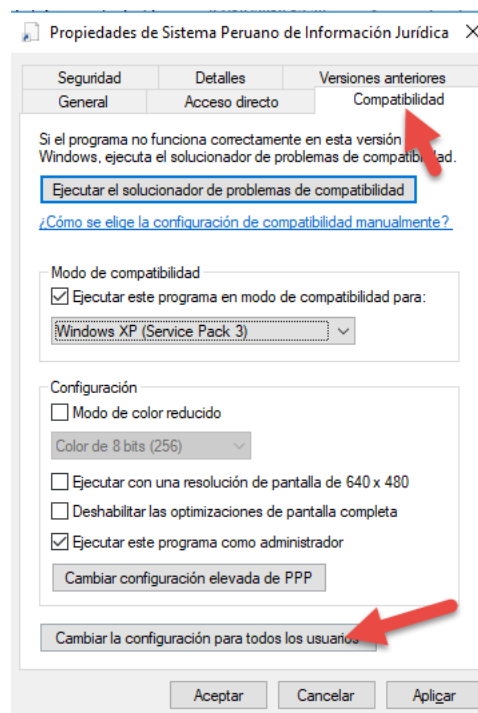 Propiedades de Sistema Peruano de Información Jurídica
Seguridad Detalles Versiones anteriores
General Acceso directo Compatibilidad
Si el programa no funciona correctamente en esta versión
Windows, ejecuta el solucionador de problemas de compatibilidad.
Ejecutar el solucionador de problemas de compatibilidad
¿Cómo se elige la configuración de compatibilidad manualmente?
Modo de compatibilidad
Ejecutar este programa en modo de compatibilidad para:
Windows XP (Service Pack 3)
Configuración
Modo de color reducido
Color de 8 bits (256)
Ejecutar con una resolución de pantalla de 640 x 480
Deshabilitar las optimizaciones de pantalla completa
Ejecutar este programa como administrador
Cambiar configuración elevada de PPP
Cambiar la configuración para todos los usuarios
Aceptar Cancelar Aplicar